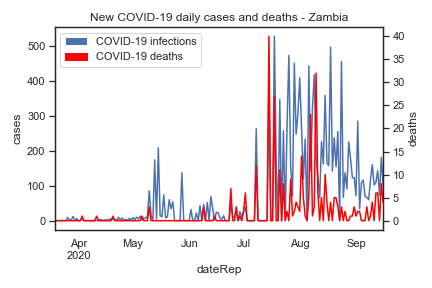 New COVID-19 daily cases and deaths - Zambia
COVID-19 infections
COVID-19 deaths
500
400
300
200
100
0
cases
40
35
30
25
20
15
10
5
0
deaths
Apr May Jun Jul Aug Sep
2020
dateRep